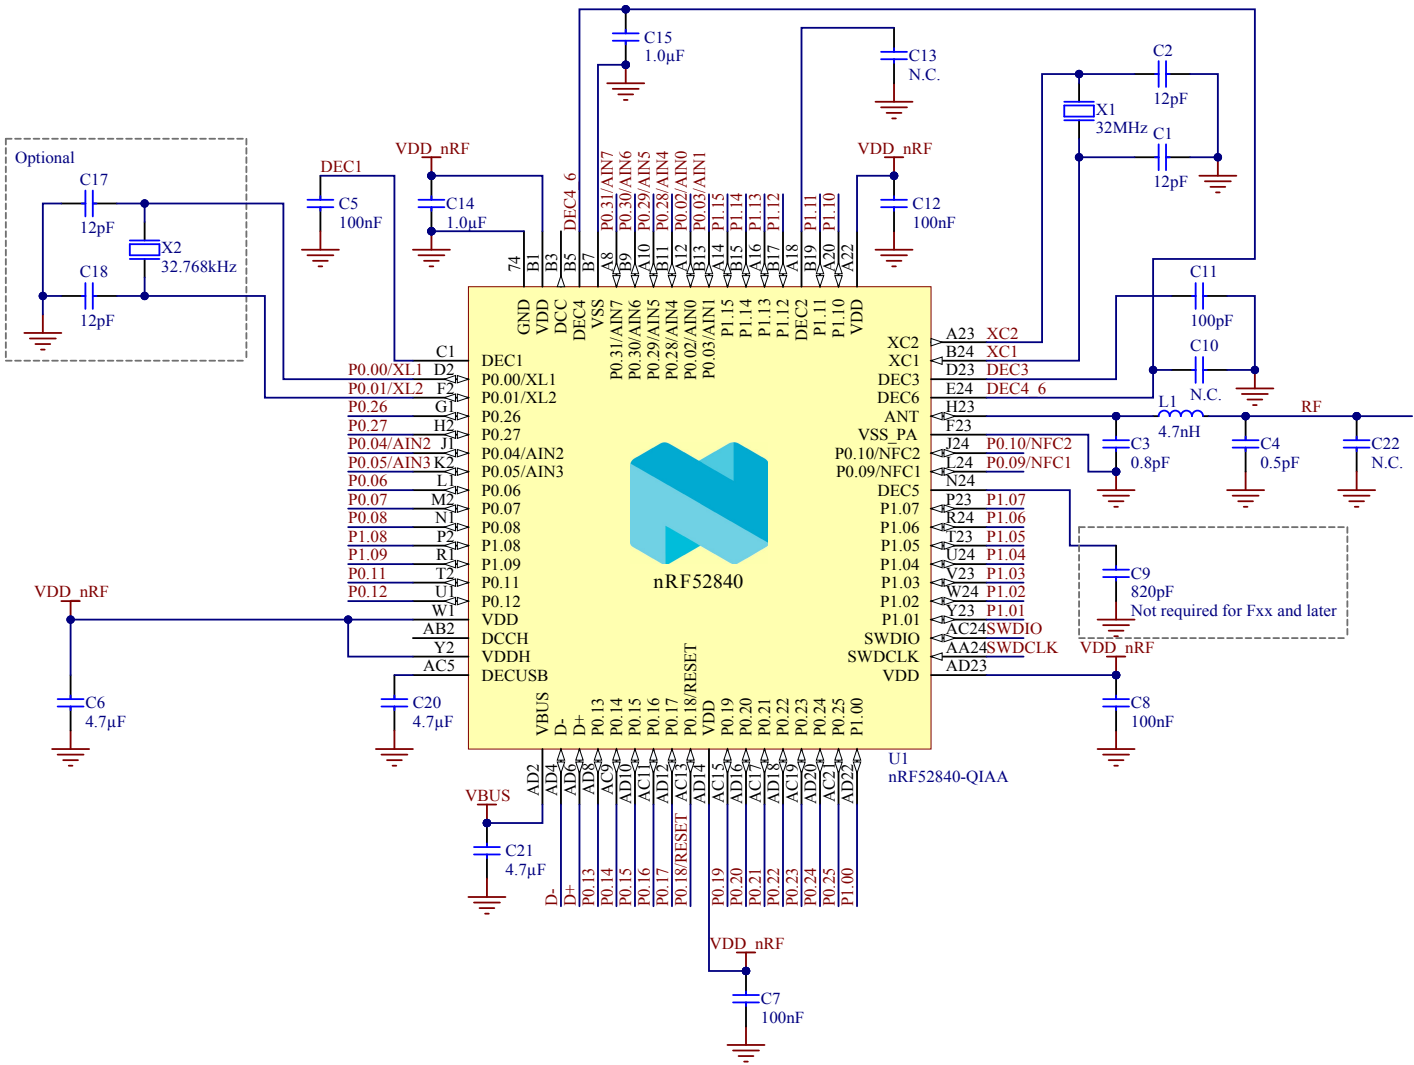 C15
1.0µF
C13
N.C.
C2
12pF
X1
32MHz
C1
12pF
Optional
C17
12pF
X2
32.768kHz
C18
12pF
DEC1
C5
100nF
VDD_nRF
C14
1.0µF
VDD_nRF
C12
100nF
DEC4_6
P0.31/AIN7
P0.30/AIN6
P0.29/AIN5
P0.28/AIN4
P0.02/AIN0
P0.03/AIN1
P1.15
P1.14
P1.13
P1.12
P1.11
P1.10
74
B1
B3
B5
B7
A8
B9
A10
B11
A12
B13
A14
B15
A16
B17
A18
B19
A20
A22
GND
VDD
DCC
DEC4
VSS
P0.31/AIN7
P0.30/AIN6
P0.29/AIN5
P0.28/AIN4
P0.02/AIN0
P0.03/AIN1
P1.15
P1.14
P1.13
P1.12
DEC2
P1.11
P1.10
VDD
C11
100pF
C10
N.C.
C1 DEC1
P0.00/XL1 D2 P0.00/XL1
P0.01/XL2 F2 P0.01/XL2
P0.26 G1 P0.26
P0.27 H2 P0.27
P0.04/AIN2 J1 P0.04/AIN2
P0.05/AIN3 K2 P0.05/AIN3
P0.06 L1 P0.06
P0.07 M2 P0.07
P0.08 N1 P0.08
P1.08 P2 P1.08
P1.09 R1 P1.09
P0.11 T2 P0.11
P0.12 U1 P0.12
W1 VDD
AB2 DCCH
Y2 VDDH
AC5 DECUSB
XC2 A23 XC2
XC1 B24 XC1
DEC3 D23 DEC3
DEC6 E24 DEC4_6
ANT H23
VSS_PA F23
P0.10/NFC2 J24 P0.10/NFC2
P0.09/NFC1 L24 P0.09/NFC1
DEC5 N24
P1.07 P23 P1.07
P1.06 R24 P1.06
P1.05 T23 P1.05
P1.04 U24 P1.04
P1.03 V23 P1.03
P1.02 W24 P1.02
P1.01 Y23 P1.01
SWDIO AC24 SWDIO
SWDCLK AA24 SWDCLK
VDD AD23
L1
4.7nH
RF
C3
0.8pF
C4
0.5pF
C22
N.C.
C9
820pF
Not required for Fxx and later
VDD_nRF
C8
100nF
nRF52840
VDD_nRF
C6
4.7µF
C20
4.7µF
VBUS
D-
D+
P0.13
P0.14
P0.15
P0.16
P0.17
P0.18/RESET
VDD
P0.19
P0.20
P0.21
P0.22
P0.23
P0.24
P0.25
P1.00
U1
nRF52840-QIAA
AD2
AD4
AD6
AD8
AC9
AD10
AC11
AD12
AC13
AD14
AC15
AD16
AC17
AD18
AC19
AD20
AC21
AD22
VBUS
C21
4.7µF
D-
D+
P0.13
P0.14
P0.15
P0.16
P0.17
P0.18/RESET
P0.19
P0.20
P0.21
P0.22
P0.23
P0.24
P0.25
P1.00
VDD_nRF
C7
100nF